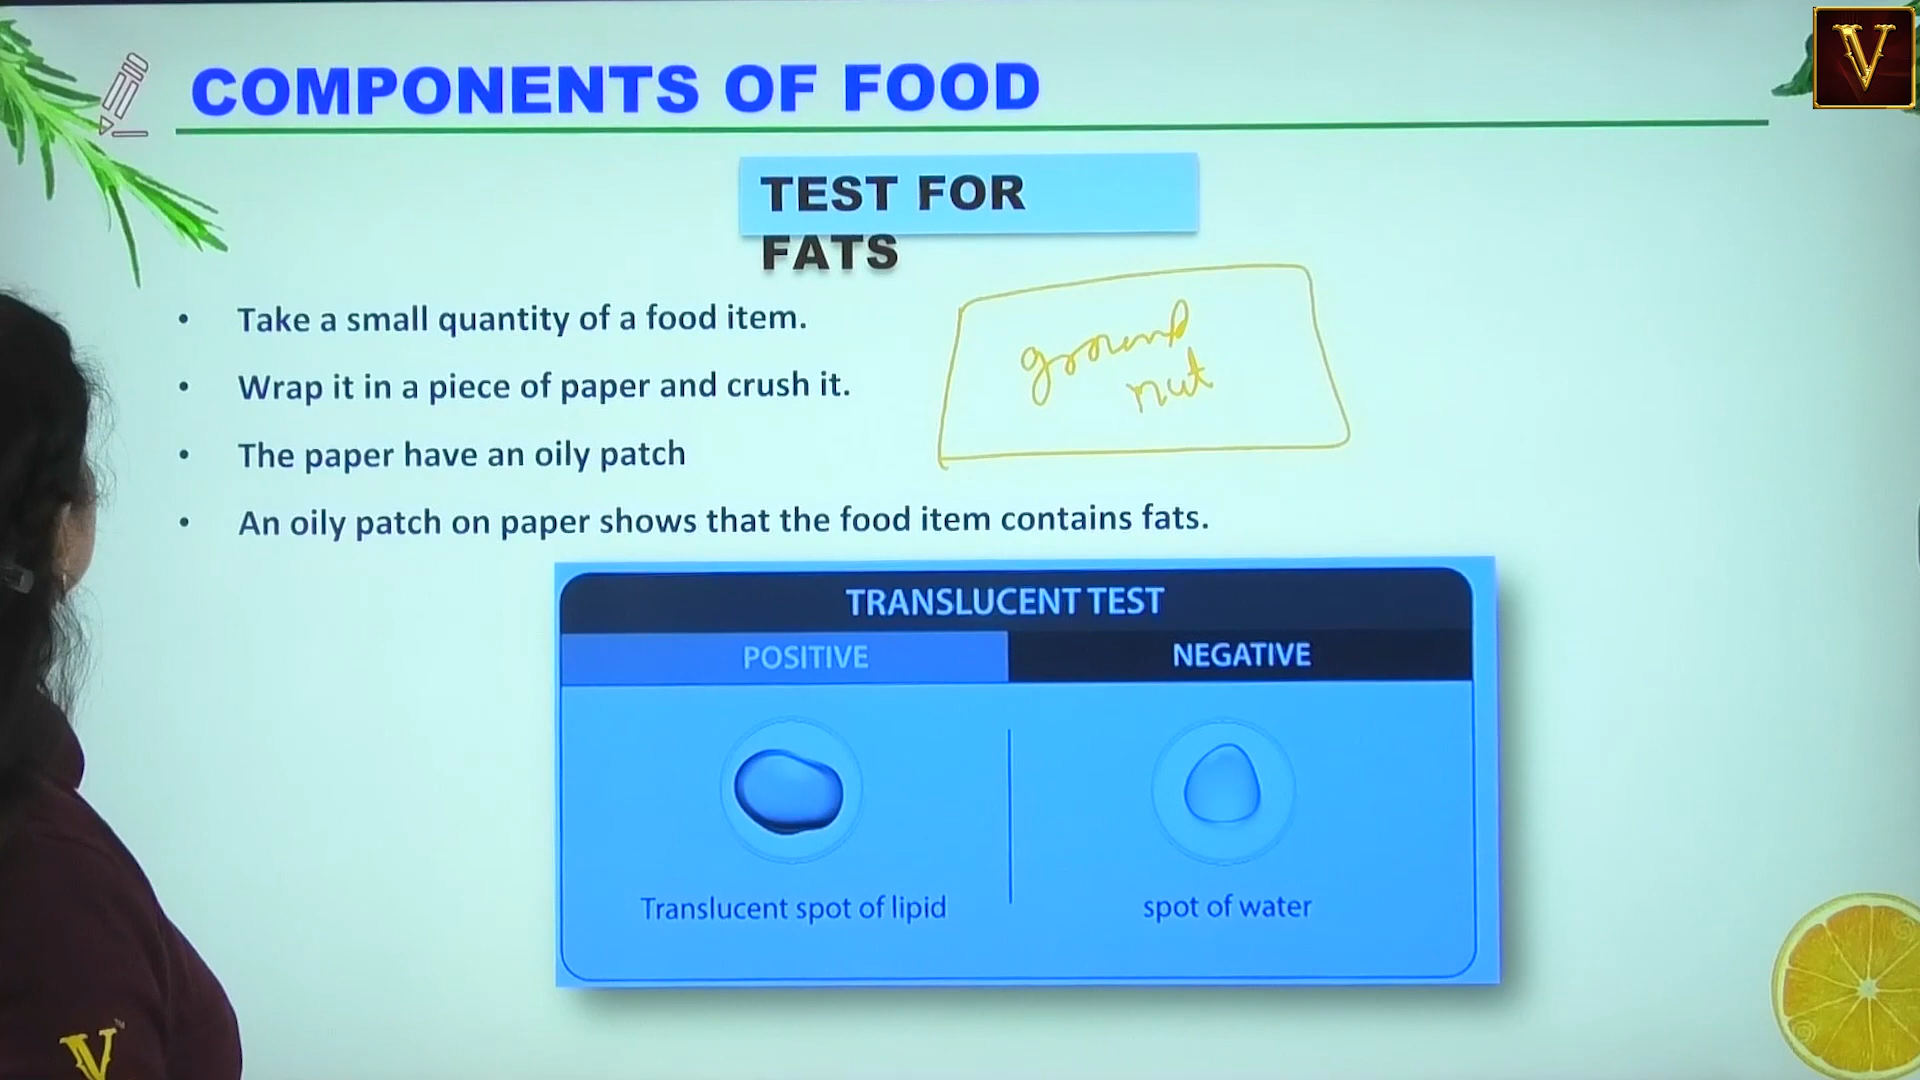 V
COMPONENTS OF FOOD
TEST FOR
FATS
• Take a small quantity of a food item.
• Wrap it in a piece of paper and crush it.
• The paper have an oily patch
• An oily patch on paper shows that the food item contains fats.
ground
nut
TRANSLUCENT TEST
POSITIVE
NEGATIVE
Translucent spot of lipid
spot of water
V™